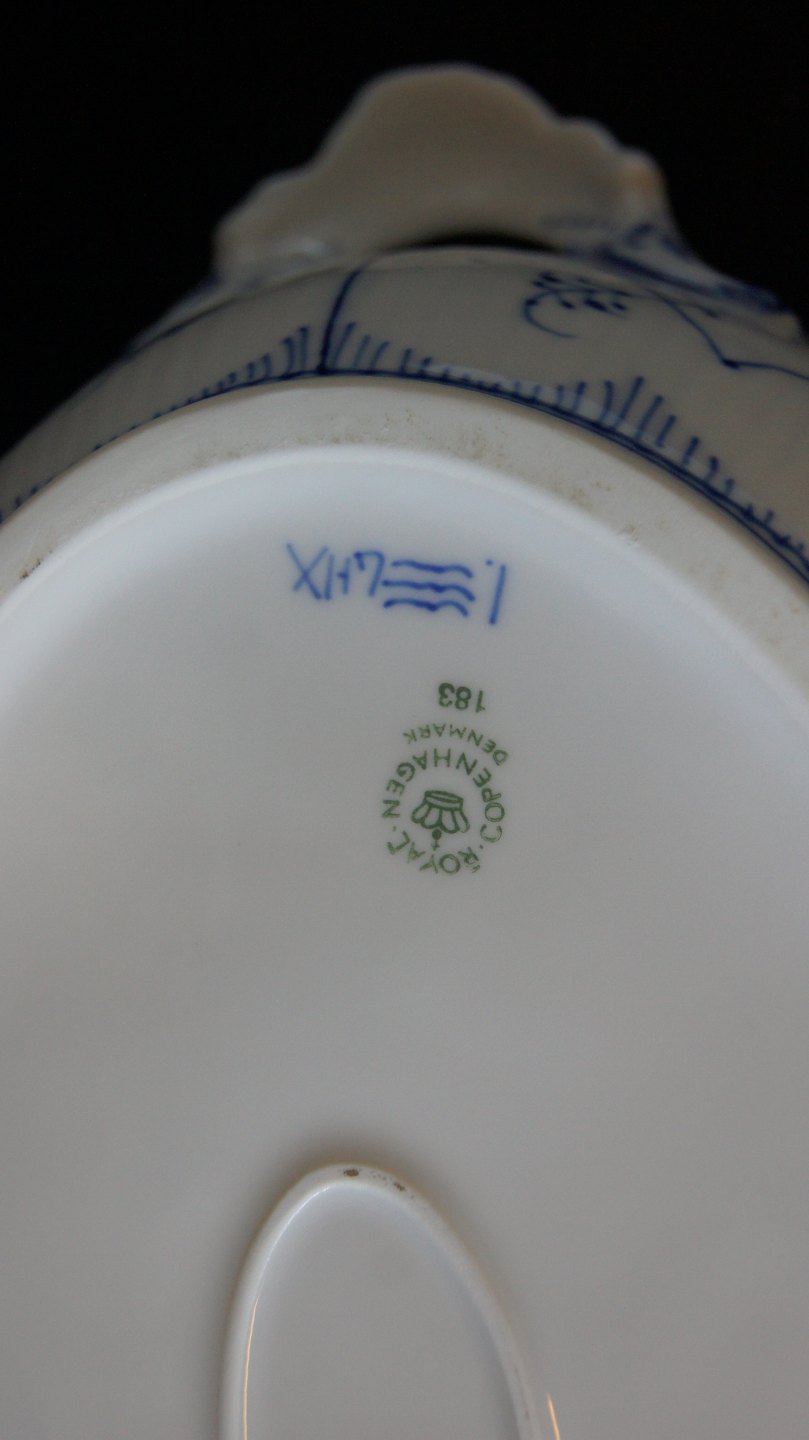 ROYAL · COPENHAGEN ·
DENMARK
183